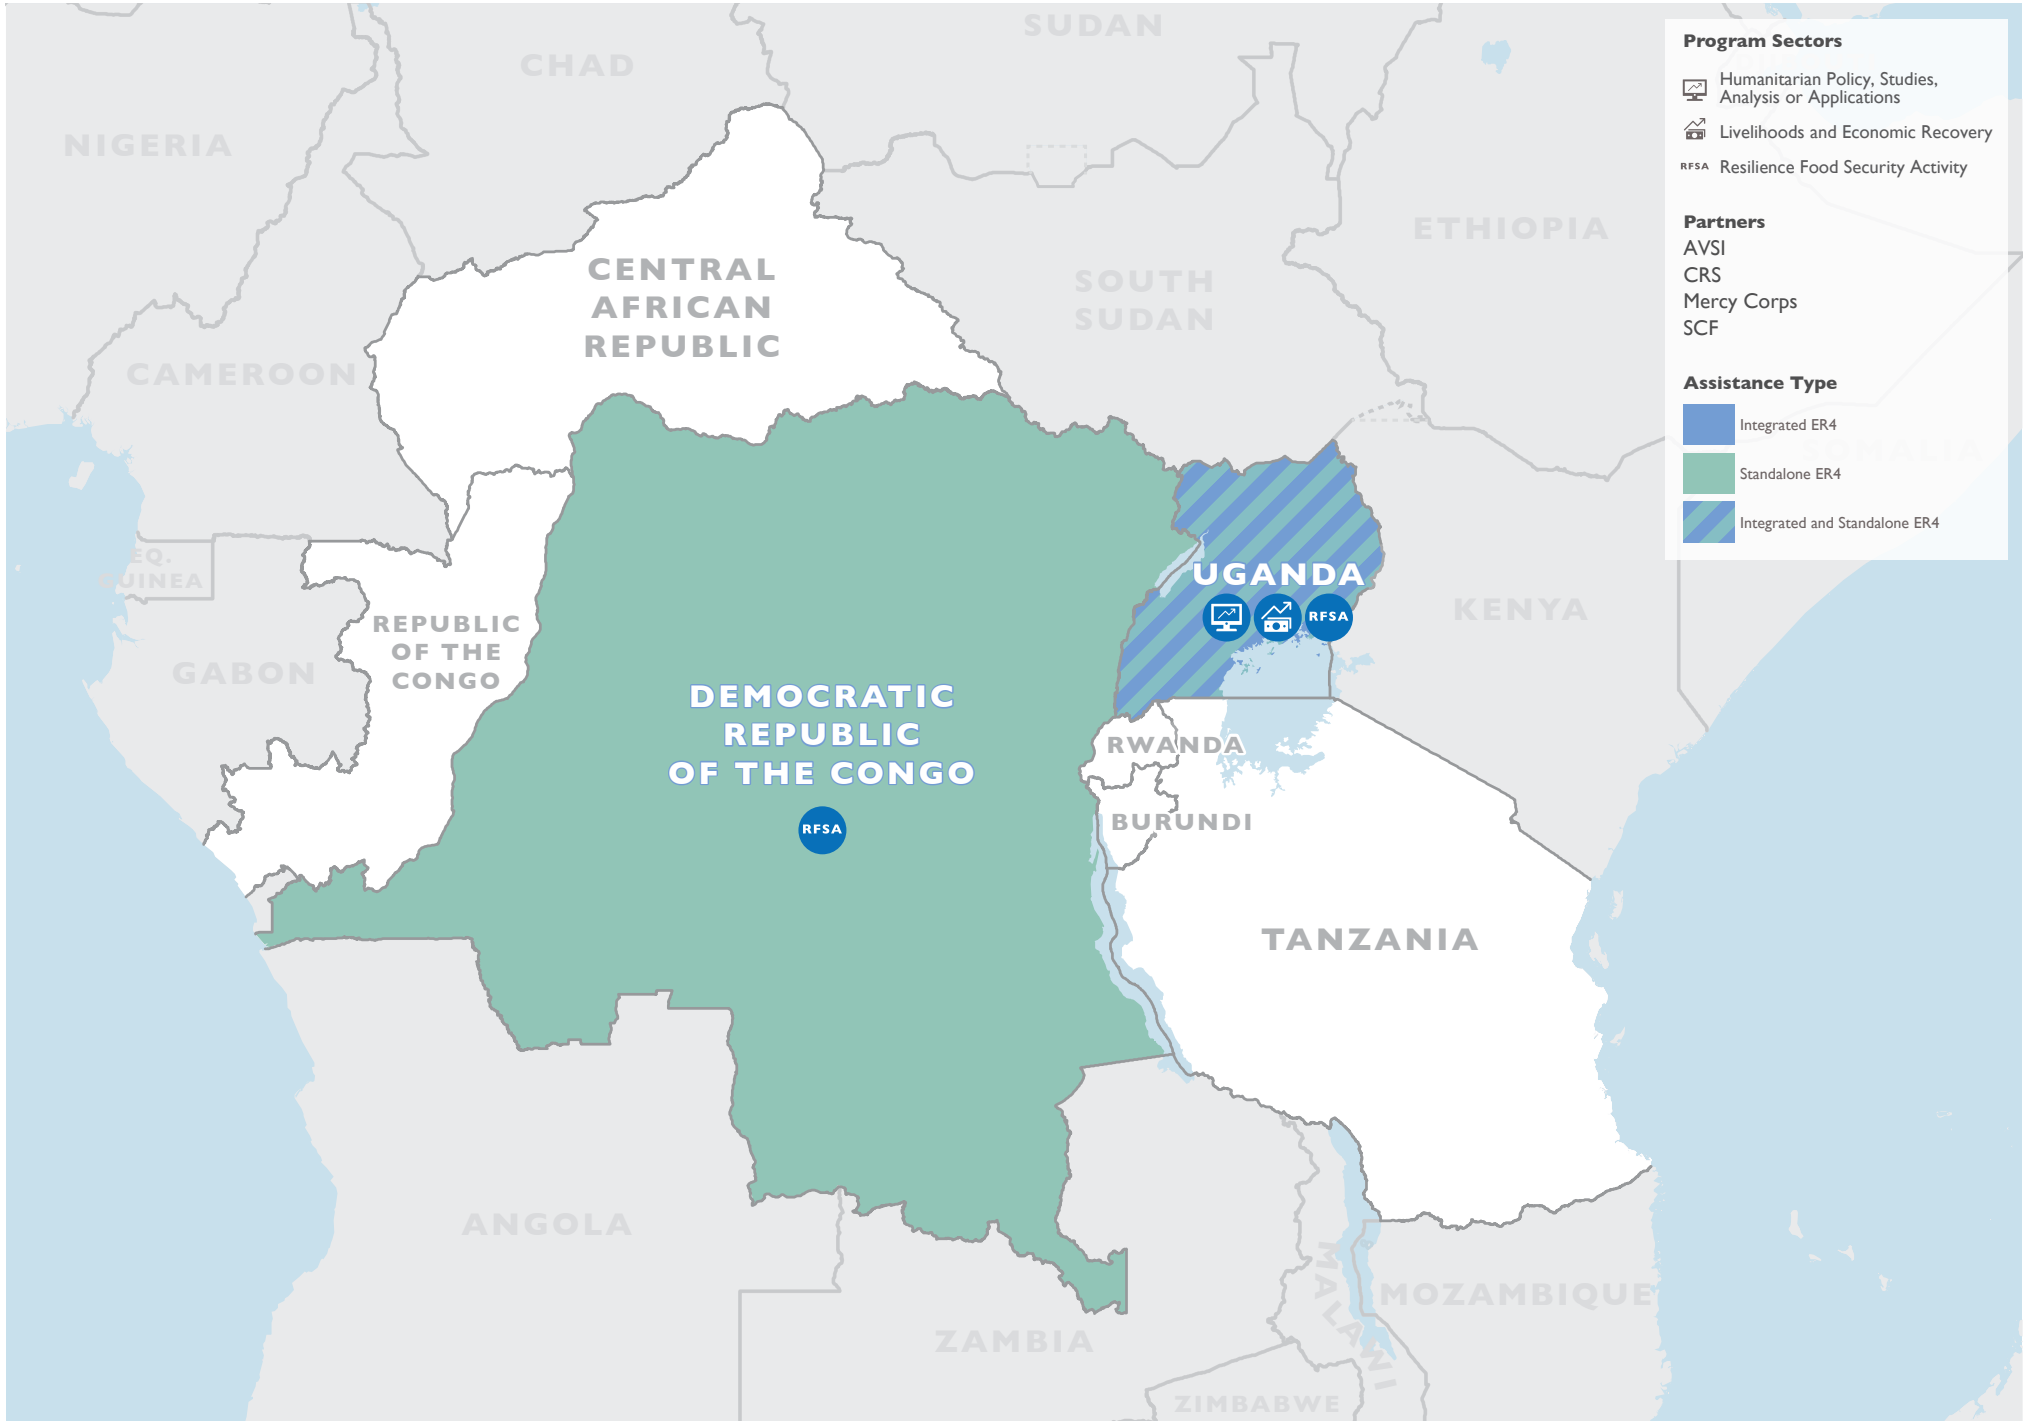 SUDAN
CHAD
NIGERIA
ETHIOPIA
CENTRAL
AFRICAN
REPUBLIC
SOUTH
SUDAN
CAMEROON
UGANDA
RFSA
EQ.
GUINEA
KENYA
REPUBLIC
OF THE
CONGO
GABON
DEMOCRATIC
REPUBLIC
OF THE CONGO
RFSA
RWANDA
BURUNDI
TANZANIA
ANGOLA
MALAWI
MOZAMBIQUE
ZAMBIA
ZIMBABWE
SOMALIA
Program Sectors
Humanitarian Policy, Studies,
Analysis or Applications
Livelihoods and Economic Recovery
RFSA Resilience Food Security Activity
Partners
AVSI
CRS
Mercy Corps
SCF
Assistance Type
Integrated ER4
Standalone ER4
Integrated and Standalone ER4